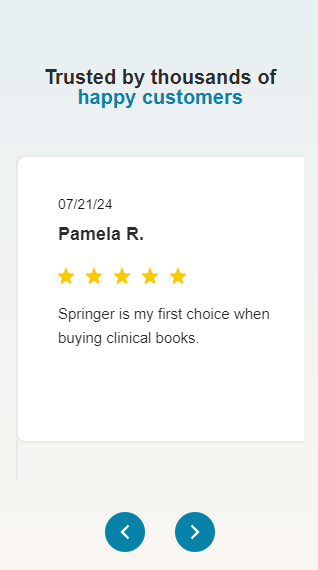 Trusted by thousands of
happy customers
07/21/24
Pamela R.
Springer is my first choice when
buying clinical books.